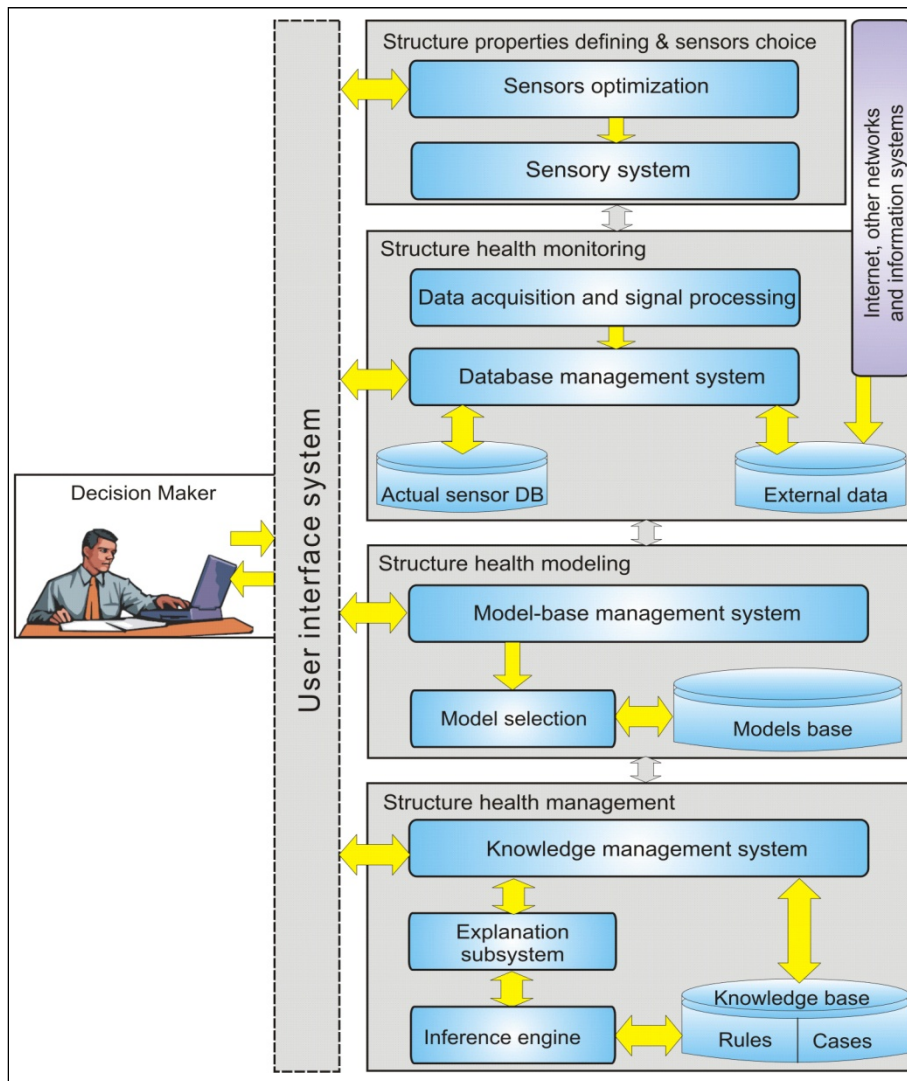 Structure properties defining & sensors choice
Sensors optimization
Sensory system
Internet, other networks
and information systems
Structure health monitoring
Data acquisition and signal processing
Database management system
Actual sensor DB
External data
Decision Maker
User interface system
Structure health modeling
Model-base management system
Model selection
Models base
Structure health management
Knowledge management system
Explanation
subsystem
Inference engine
Knowledge base
Rules
Cases